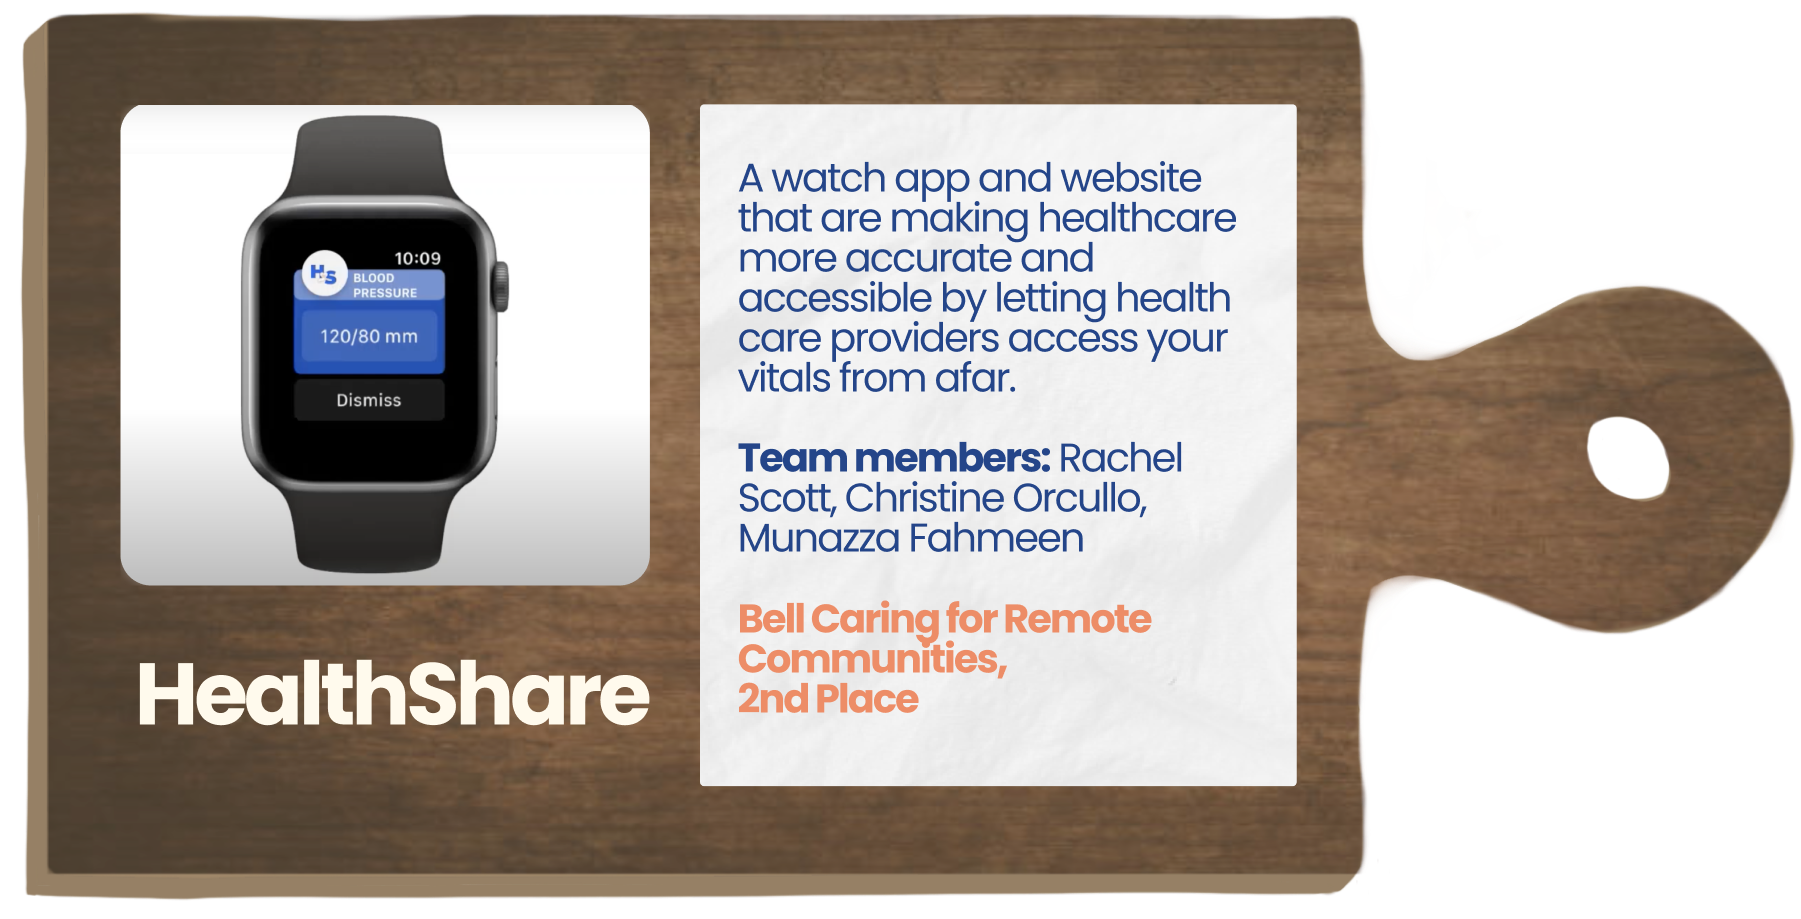 10:09
HS
BLOOD
PRESSURE
120/80 mm
Dismiss
HealthShare
A watch app and website
that are making healthcare
more accurate and
accessible by letting health
care providers access your
vitals from afar.
Team members: Rachel
Scott, Christine Orcullo,
Munazza Fahmeen
Bell Caring for Remote
Communities,
2nd Place